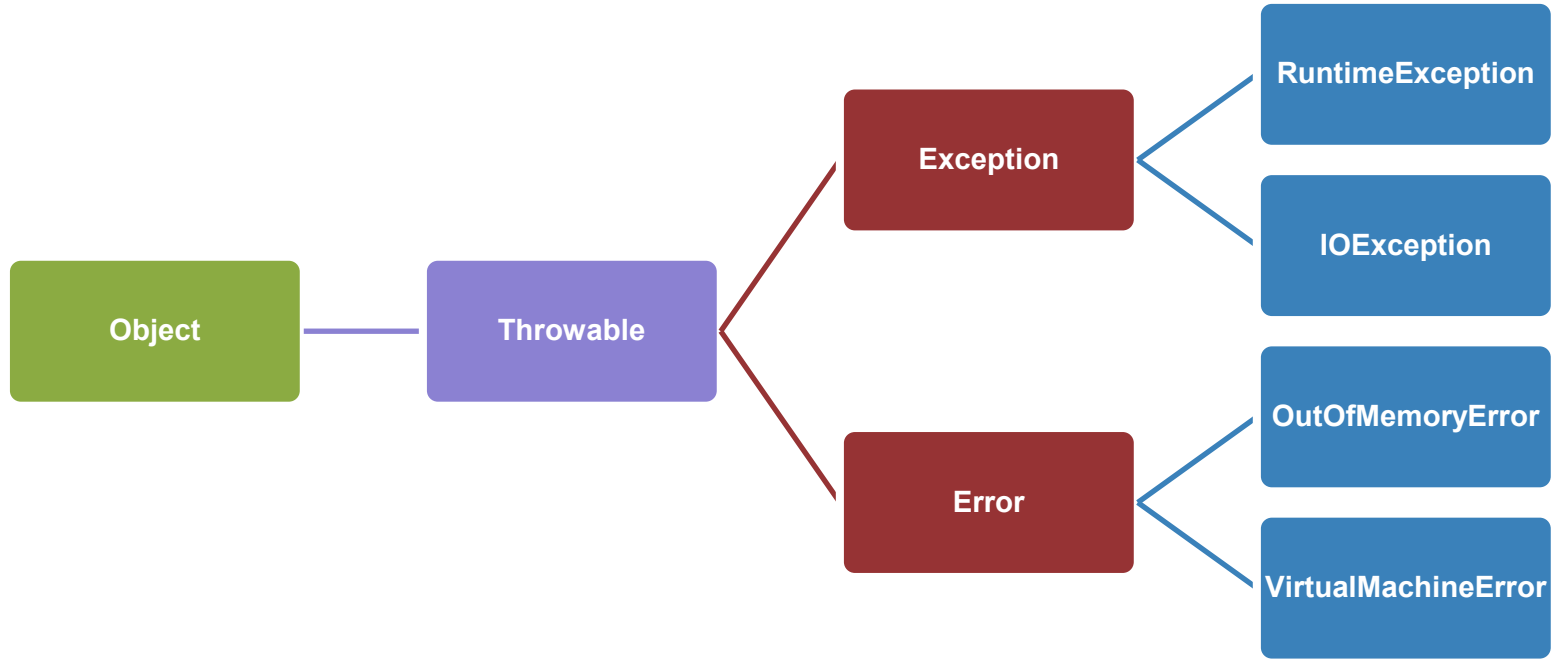 Object
Throwable
Exception
Error
RuntimeException
IOException
OutOfMemoryError
VirtualMachineError